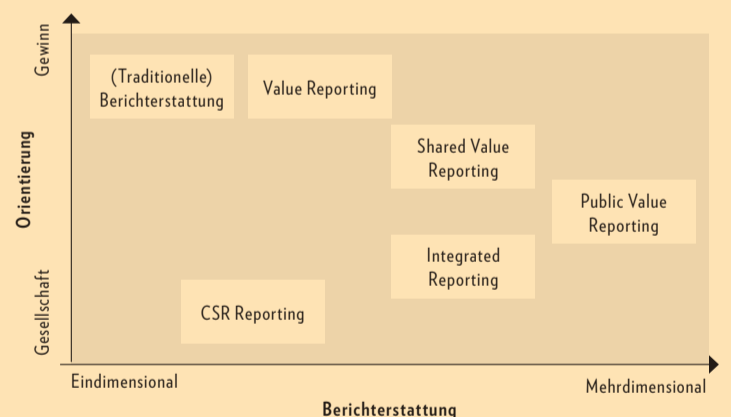 Gewinn
(Traditionelle)
Berichterstattung
Value Reporting
Shared Value
Reporting
Orientierung
Public Value
Reporting
Integrated
Reporting
Gesellschaft
CSR Reporting
Eindimensional
Mehrdimensional
Berichterstattung